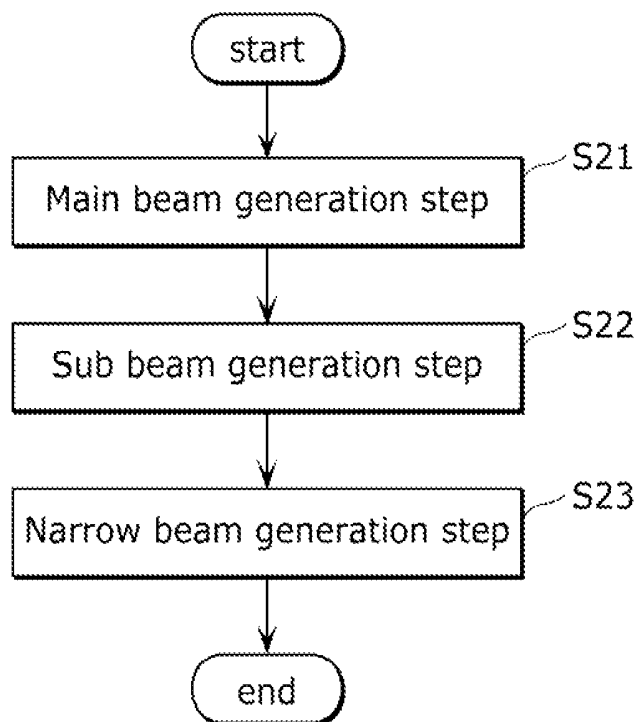 start
Main beam generation step
S21
Sub beam generation step
S22
Narrow beam generation step
S23
end